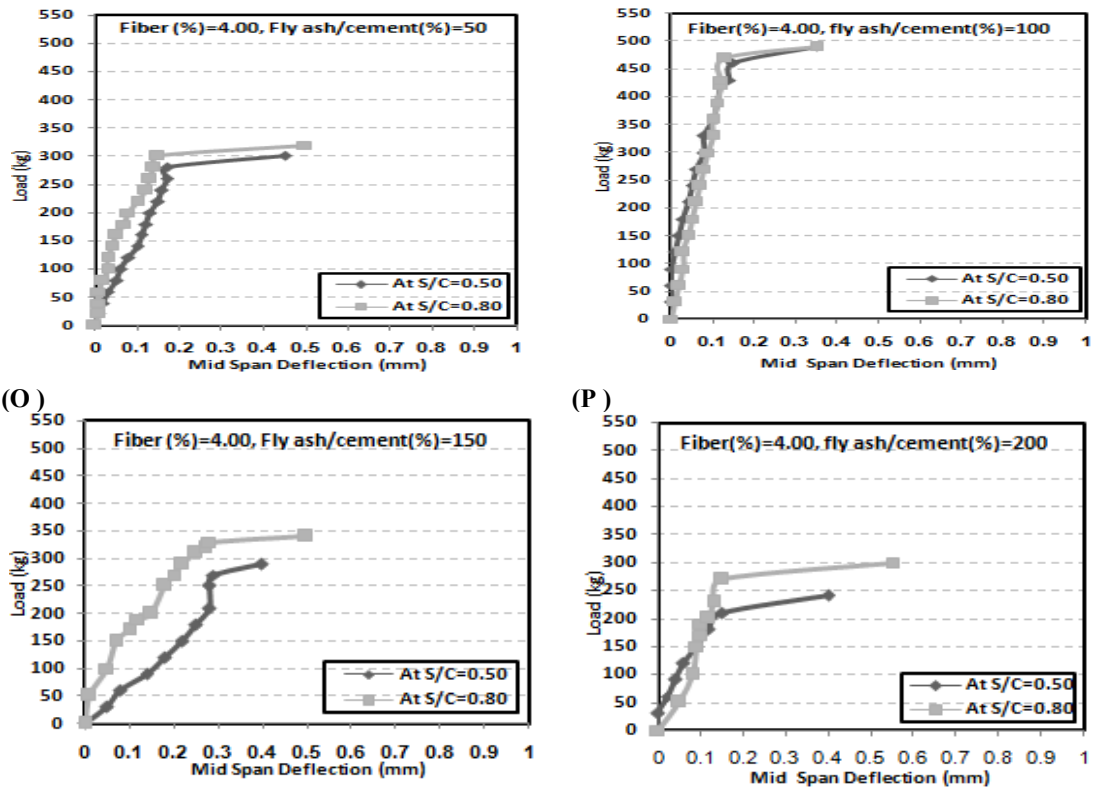 Fiber (%)=4.00, Fly ash/cement(%)=50
Load (kg)
550
500
450
400
350
300
250
200
150
100
50
0
At S/C=0.50
At S/C=0.80
0 0.1 0.2 0.3 0.4 0.5 0.6 0.7 0.8 0.9 1
Mid Span Deflection (mm)
Fiber (%)=4.00, fly ash/cement(%)=100
Load (kg)
550
500
450
400
350
300
250
200
150
100
50
0
At S/C=0.50
At S/C=0.80
0 0.1 0.2 0.3 0.4 0.5 0.6 0.7 0.8 0.9 1
Mid Span Deflection (mm)
(O )
(P )
Fiber (%)=4.00, Fly ash/cement(%)=150
Load (kg)
550
500
450
400
350
300
250
200
150
100
50
0
At S/C=0.50
At S/C=0.80
0 0.1 0.2 0.3 0.4 0.5 0.6 0.7 0.8 0.9 1
Mid Span Deflection (mm)
Fiber(%)=4.00, fly ash/cement(%)=200
Load (kg)
550
500
450
400
350
300
250
200
150
100
50
0
At S/C=0.50
At S/C=0.80
0 0.1 0.2 0.3 0.4 0.5 0.6 0.7 0.8 0.9 1
Mid Span Deflection (mm)